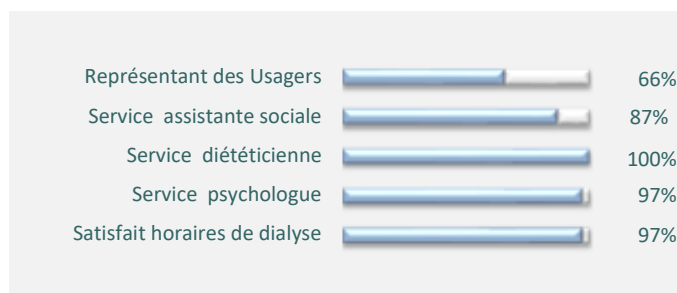 Représentant des Usagers 66%
Service assistante sociale 87%
Service diététicienne 100%
Service psychologue 97%
Satisfait horaires de dialyse 97%